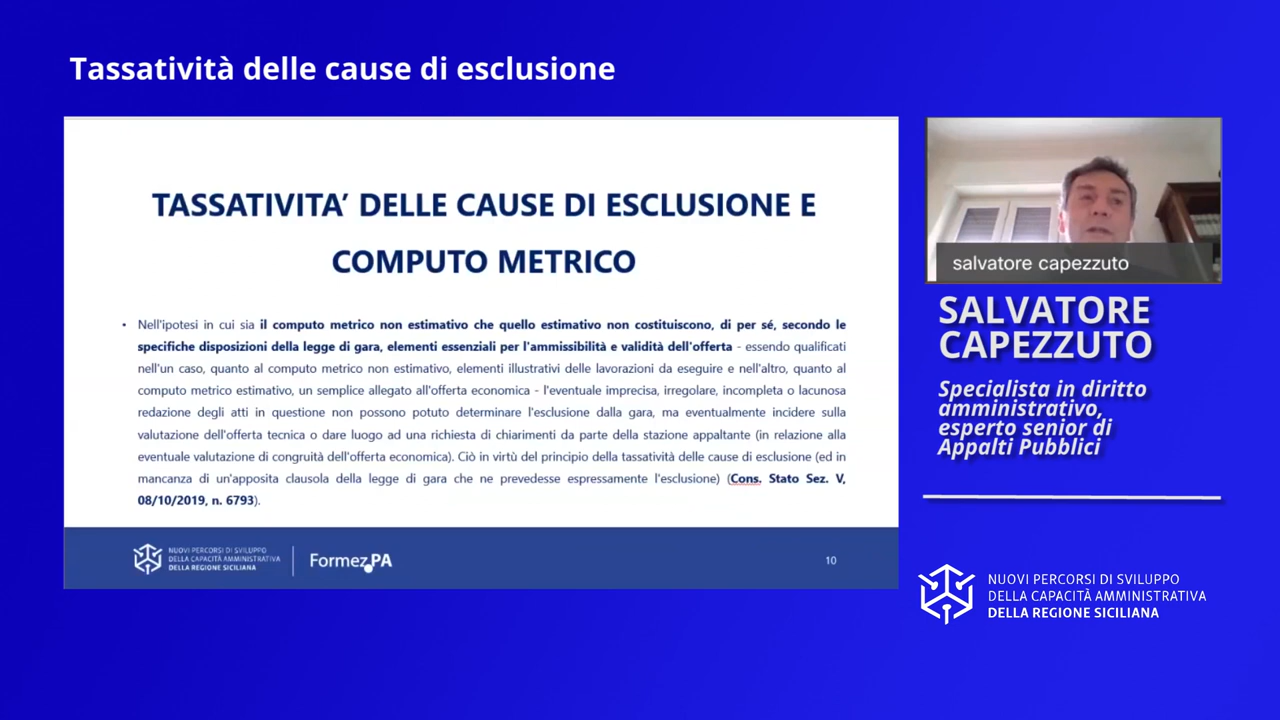 Tassatività delle cause di esclusione
TASSATIVITA’ DELLE CAUSE DI ESCLUSIONE E
COMPUTO METRICO
• Nell'ipotesi in cui sia il computo metrico non estimativo che quello estimativo non costituiscono, di per sé, secondo le
specifiche disposizioni della legge di gara, elementi essenziali per l'ammissibilità e validità dell'offerta - essendo qualificati
nell'un caso, quanto al computo metrico non estimativo, elementi illustrativi delle lavorazioni da eseguire e nell'altro, quanto al
computo metrico estimativo, un semplice allegato all'offerta economica - l'eventuale imprecisa, irregolare, incompleta o lacunosa
redazione degli atti in questione non possono potuto determinare l'esclusione dalla gara, ma eventualmente incidere sulla
valutazione dell'offerta tecnica o dare luogo ad una richiesta di chiarimenti da parte della stazione appaltante (in relazione alla
eventuale valutazione di congruità dell'offerta economica). Ciò in virtù del principio della tassatività delle cause di esclusione (ed in
mancanza di un'apposita clausola della legge di gara che ne prevedesse espressamente l'esclusione) (Cons. Stato Sez. V,
08/10/2019, n. 6793).
NUOVI PERCORSI DI SVILUPPO
DELLA CAPACITÀ AMMINISTRATIVA
DELLA REGIONE SICILIANA
Formez PA
10
salvatore capezzuto
SALVATORE
CAPEZZUTO
Specialista in diritto
amministrativo,
esperto senior di
Appalti Pubblici
NUOVI PERCORSI DI SVILUPPO
DELLA CAPACITÀ AMMINISTRATIVA
DELLA REGIONE SICILIANA